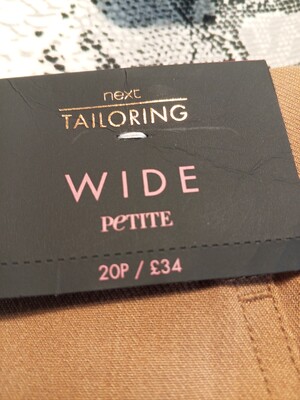 next
TAILORING
WIDE
PeTITE
20P / £34